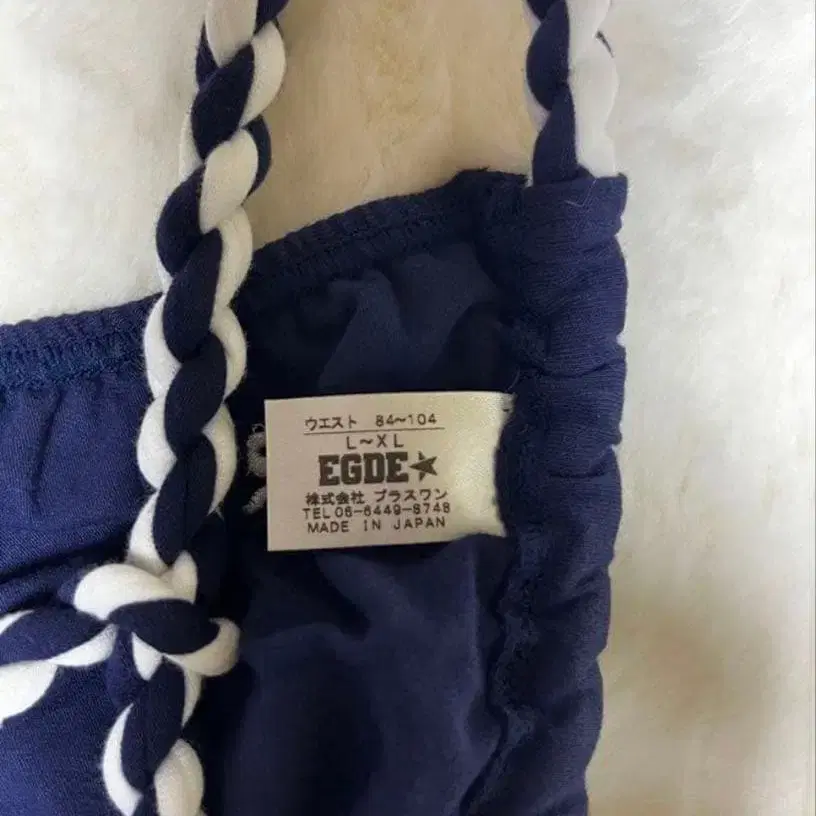 ウエスト 84~104
L~XL
EGDE★
株式会社 プラスワン
TEL 06-6449-8748
MADE IN JAPAN